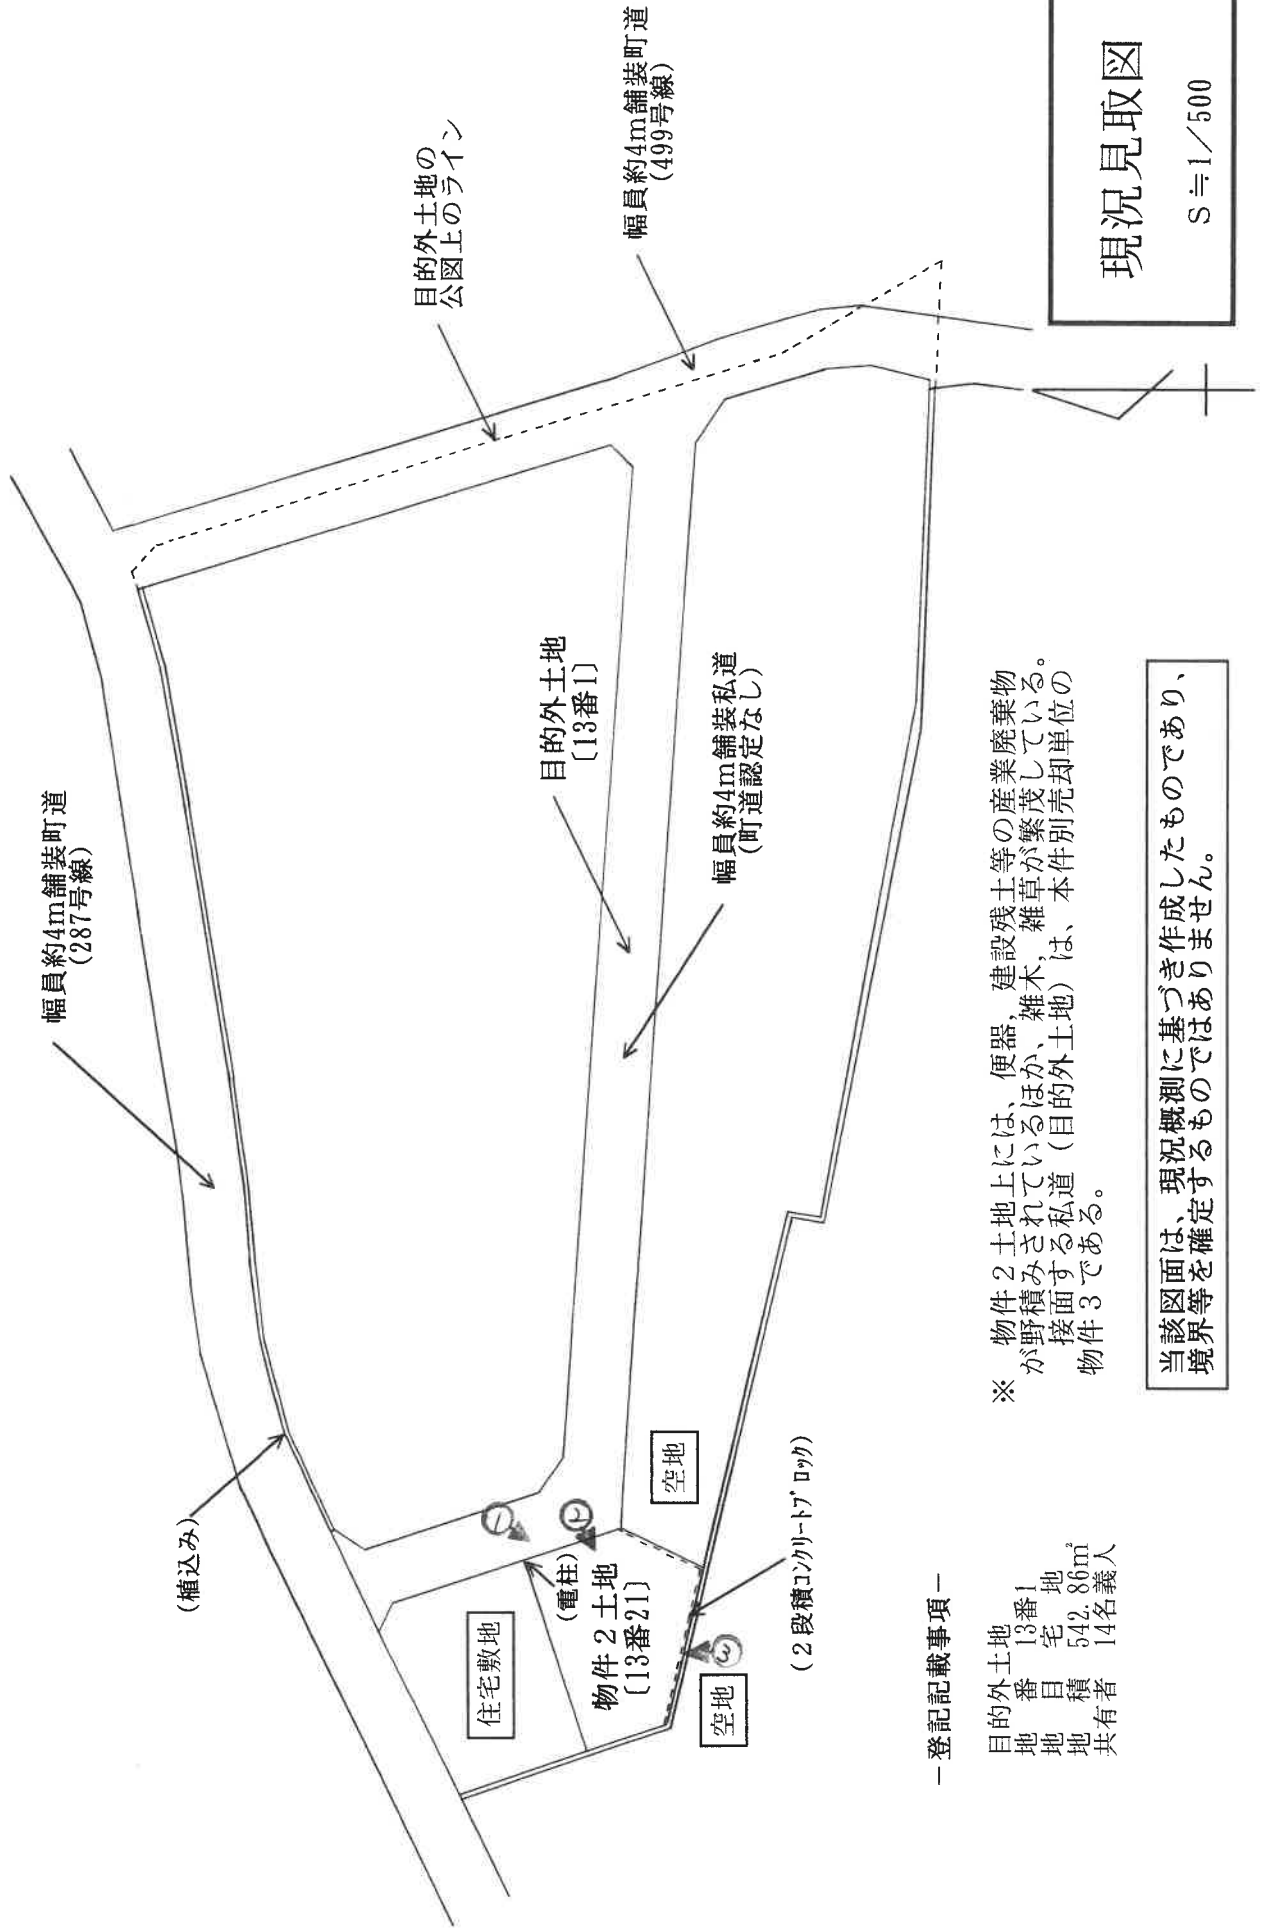 幅員約4m舗装町道
(287号線)
目的外土地の
公図上のライン
幅員約4m舗装町道
(499号線)
目的外土地
〔13番1〕
幅員約4m舗装私道
(町道認定なし)
(植込み)
住宅敷地
(電柱)
物件２土地
〔13番21〕
空地
空地
(２段積コンクリートブロック)
1
2
3
－登記記載事項－
目的外土地
地　番　13番1
地　目　宅　地
地　積　542.86㎡
共有者　14名義人
※　物件２土地上には、便器，建設残土等の産業廃棄物
が野積みされているほか、雑木，雑草が繁茂している。
接面する私道（目的外土地）は、本件別売却単位の
物件３である。
当該図面は、現況概測に基づき作成したものであり、
境界等を確定するものではありません。
現況見取図
S≒1／500